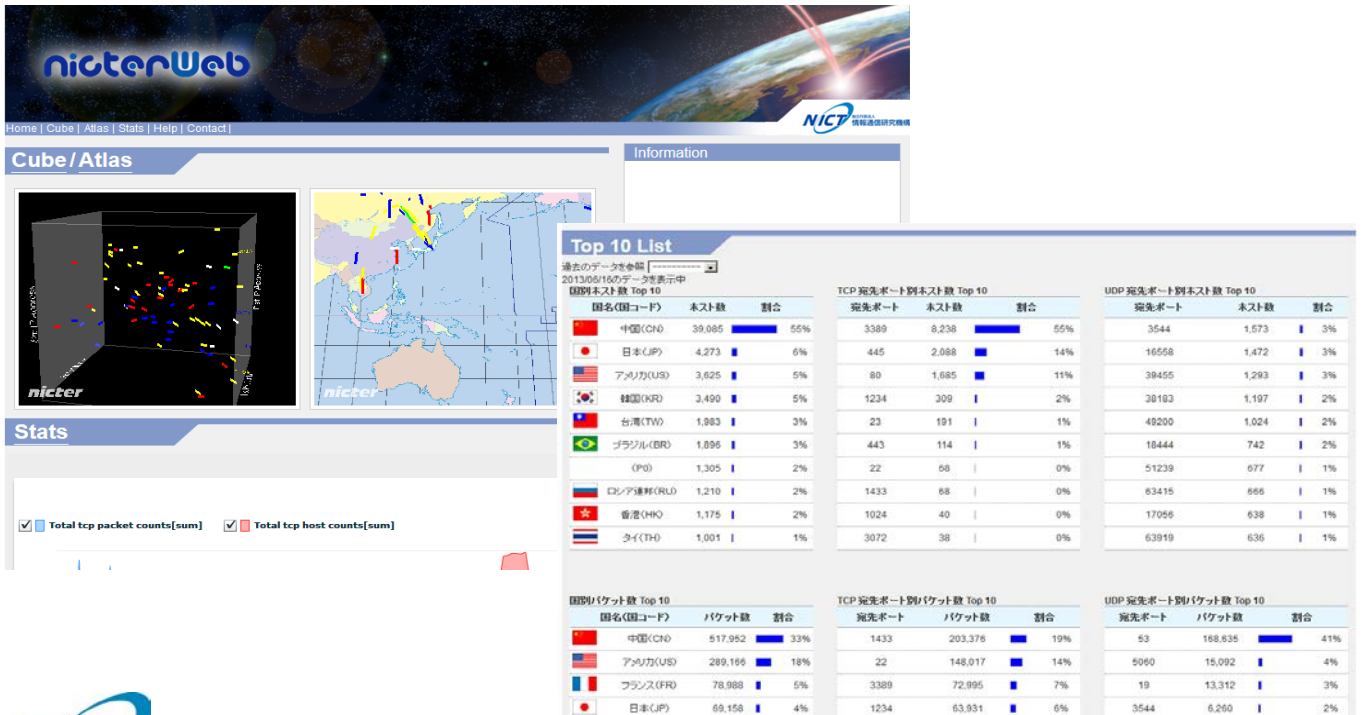 nicterWeb
NICT 情報通信研究機構
Home | Cube | Atlas | Stats | Help | Contact |
Cube / Atlas
Information
nicter
nicter
Stats
Total tcp packet counts[sum] Total tcp host counts[sum]
Top 10 List
過去のデータを参照 ----------
2013/06/16のデータを表示中
国別ホスト数 Top 10
国名(国コード) ホスト数 割合
中国(CN) 39,085 55%
日本(JP) 4,273 6%
アメリカ(US) 3,625 5%
韓国(KR) 3,490 5%
台湾(TW) 1,983 3%
ブラジル(BR) 1,896 3%
(P0) 1,305 2%
ロシア連邦(RU) 1,210 2%
香港(HK) 1,175 2%
タイ(TH) 1,001 1%
TCP 宛先ポート別ホスト数 Top 10
宛先ポート ホスト数 割合
3389 8,238 55%
445 2,088 14%
80 1,685 11%
1234 309 2%
23 191 1%
443 114 1%
22 68 0%
1433 68 0%
1024 40 0%
3072 38 0%
UDP 宛先ポート別ホスト数 Top 10
宛先ポート ホスト数 割合
3544 1,573 3%
16558 1,472 3%
39455 1,293 3%
38183 1,197 2%
49200 1,024 2%
18444 742 2%
51239 677 1%
63415 666 1%
17056 638 1%
63919 636 1%
国別パケット数 Top 10
国名(国コード) パケット数 割合
中国(CN) 517,952 33%
アメリカ(US) 289,166 18%
フランス(FR) 78,988 5%
日本(JP) 69,158 4%
TCP 宛先ポート別パケット数 Top 10
宛先ポート パケット数 割合
1433 203,376 19%
22 148,017 14%
3389 72,995 7%
1234 63,931 6%
UDP 宛先ポート別パケット数 Top 10
宛先ポート パケット数 割合
53 168,635 41%
5060 15,092 4%
19 13,312 3%
3544 6,260 2%